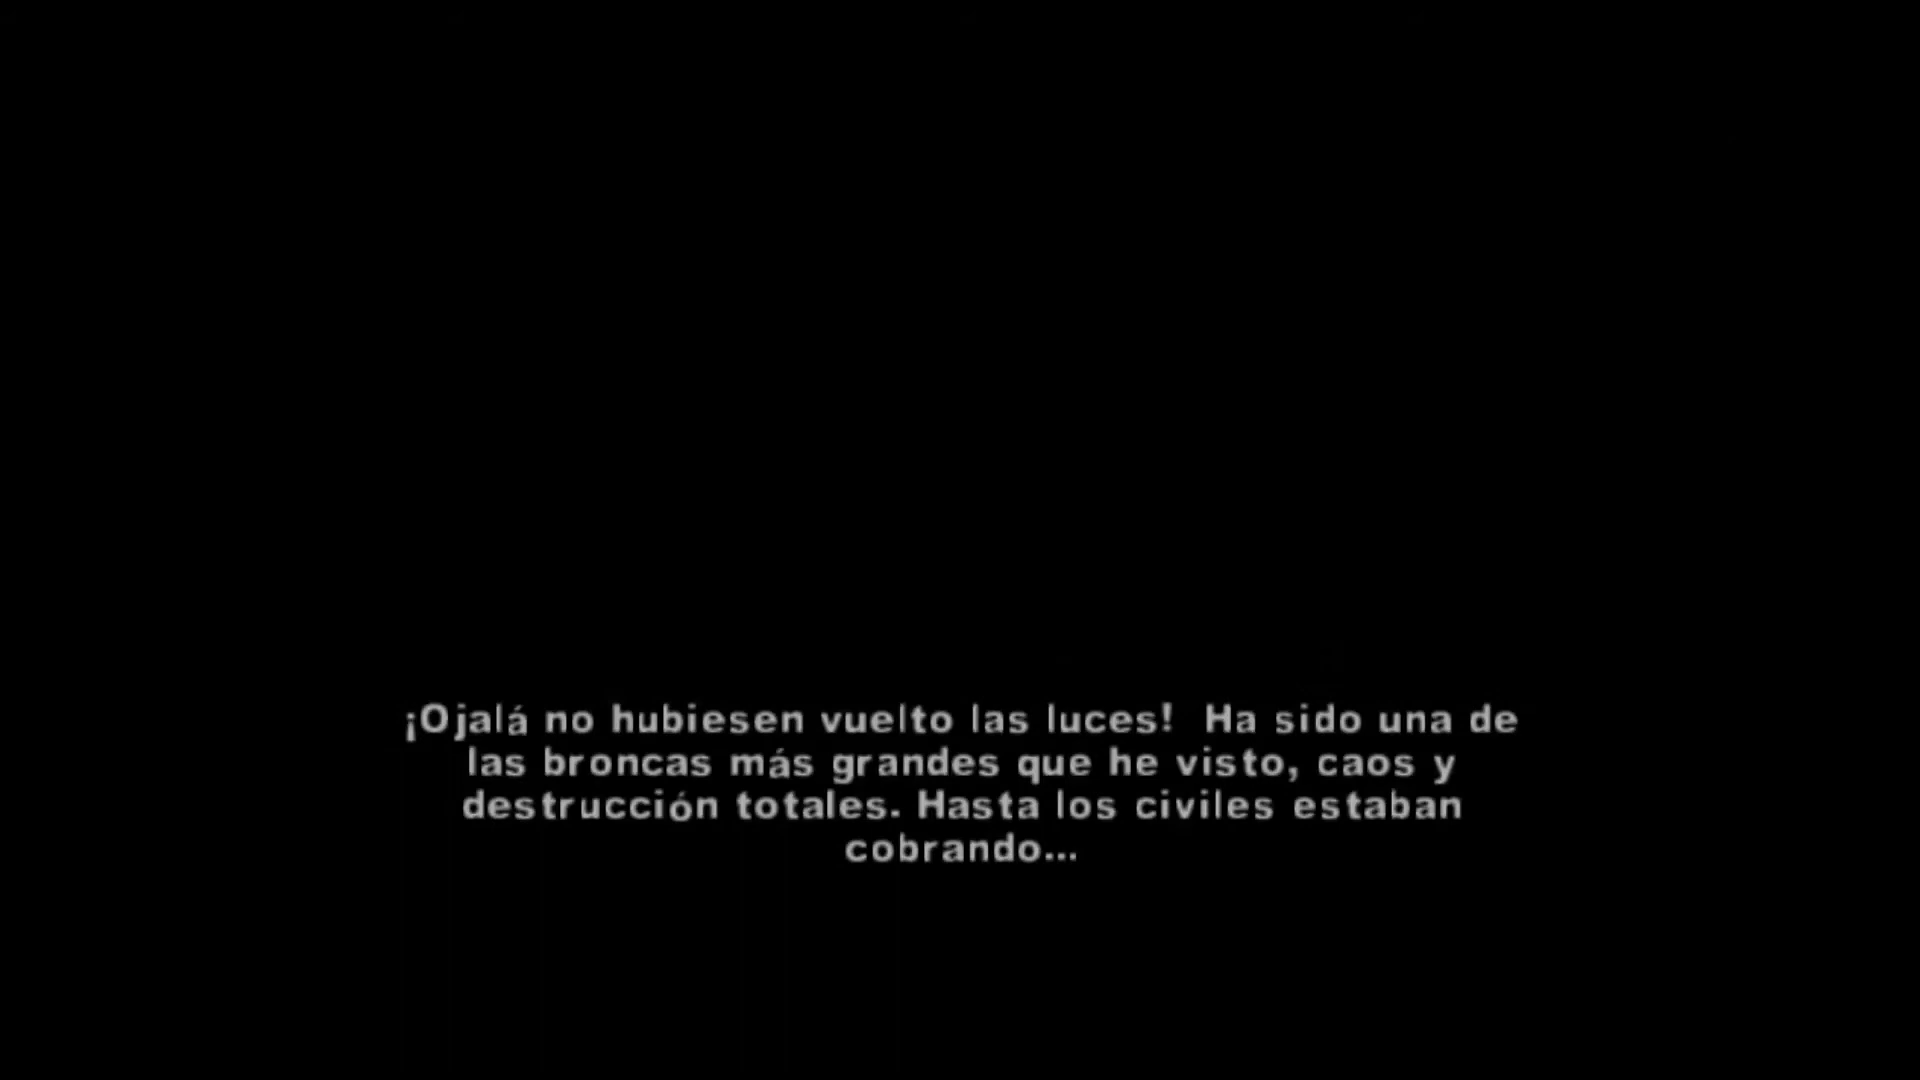 ¡Ojalá no hubiesen vuelto las luces!  Ha sido una de
las broncas más grandes que he visto, caos y
destrucción totales. Hasta los civiles estaban
cobrando...